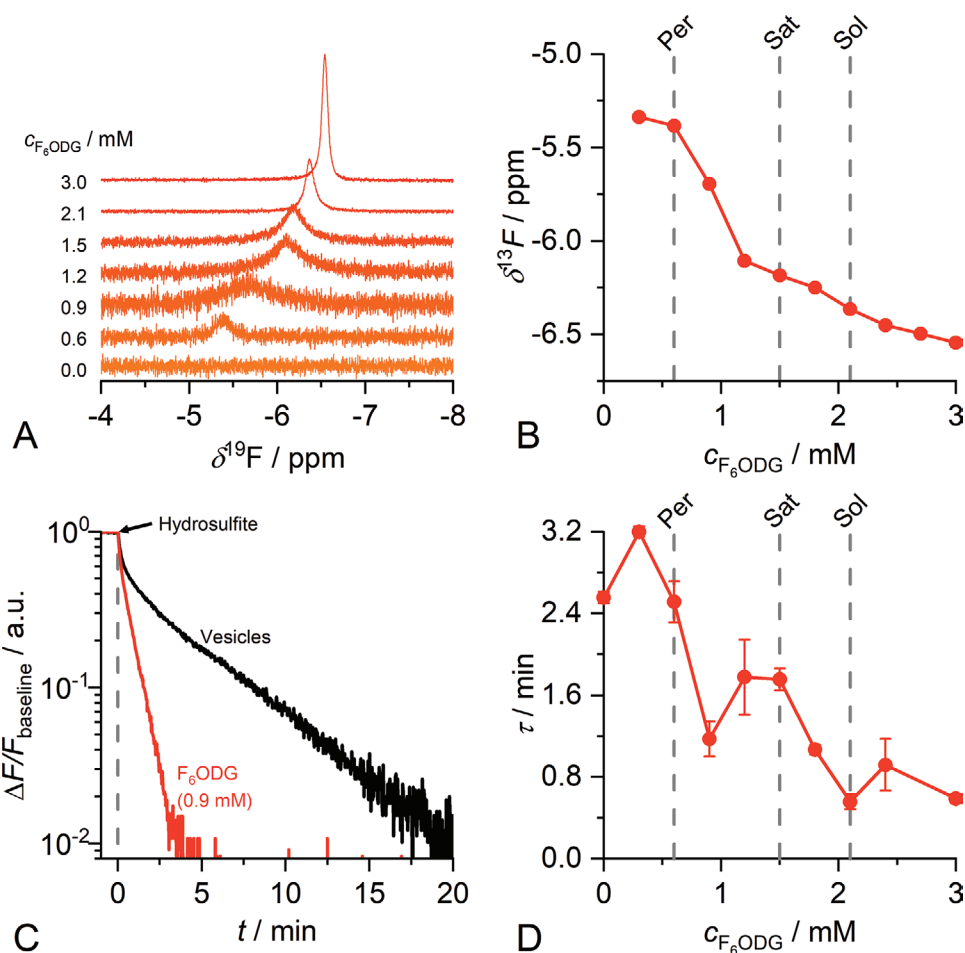 c_F₆ODG / mM
3.0
2.1
1.5
1.2
0.9
0.6
0.0
-4 -5 -6 -7 -8
δ¹⁹F / ppm
A
Per Sat Sol
-5.0
-5.5
-6.0
-6.5
δ¹³F / ppm
0 1 2 3
c_F₆ODG / mM
B
Hydrosulfite
Vesicles
F₆ODG
(0.9 mM)
10⁰
10⁻¹
10⁻²
ΔF/F_baseline / a.u.
0 5 10 15 20
t / min
C
Per Sat Sol
3.2
2.4
1.6
0.8
0.0
τ / min
0 1 2 3
c_F₆ODG / mM
D